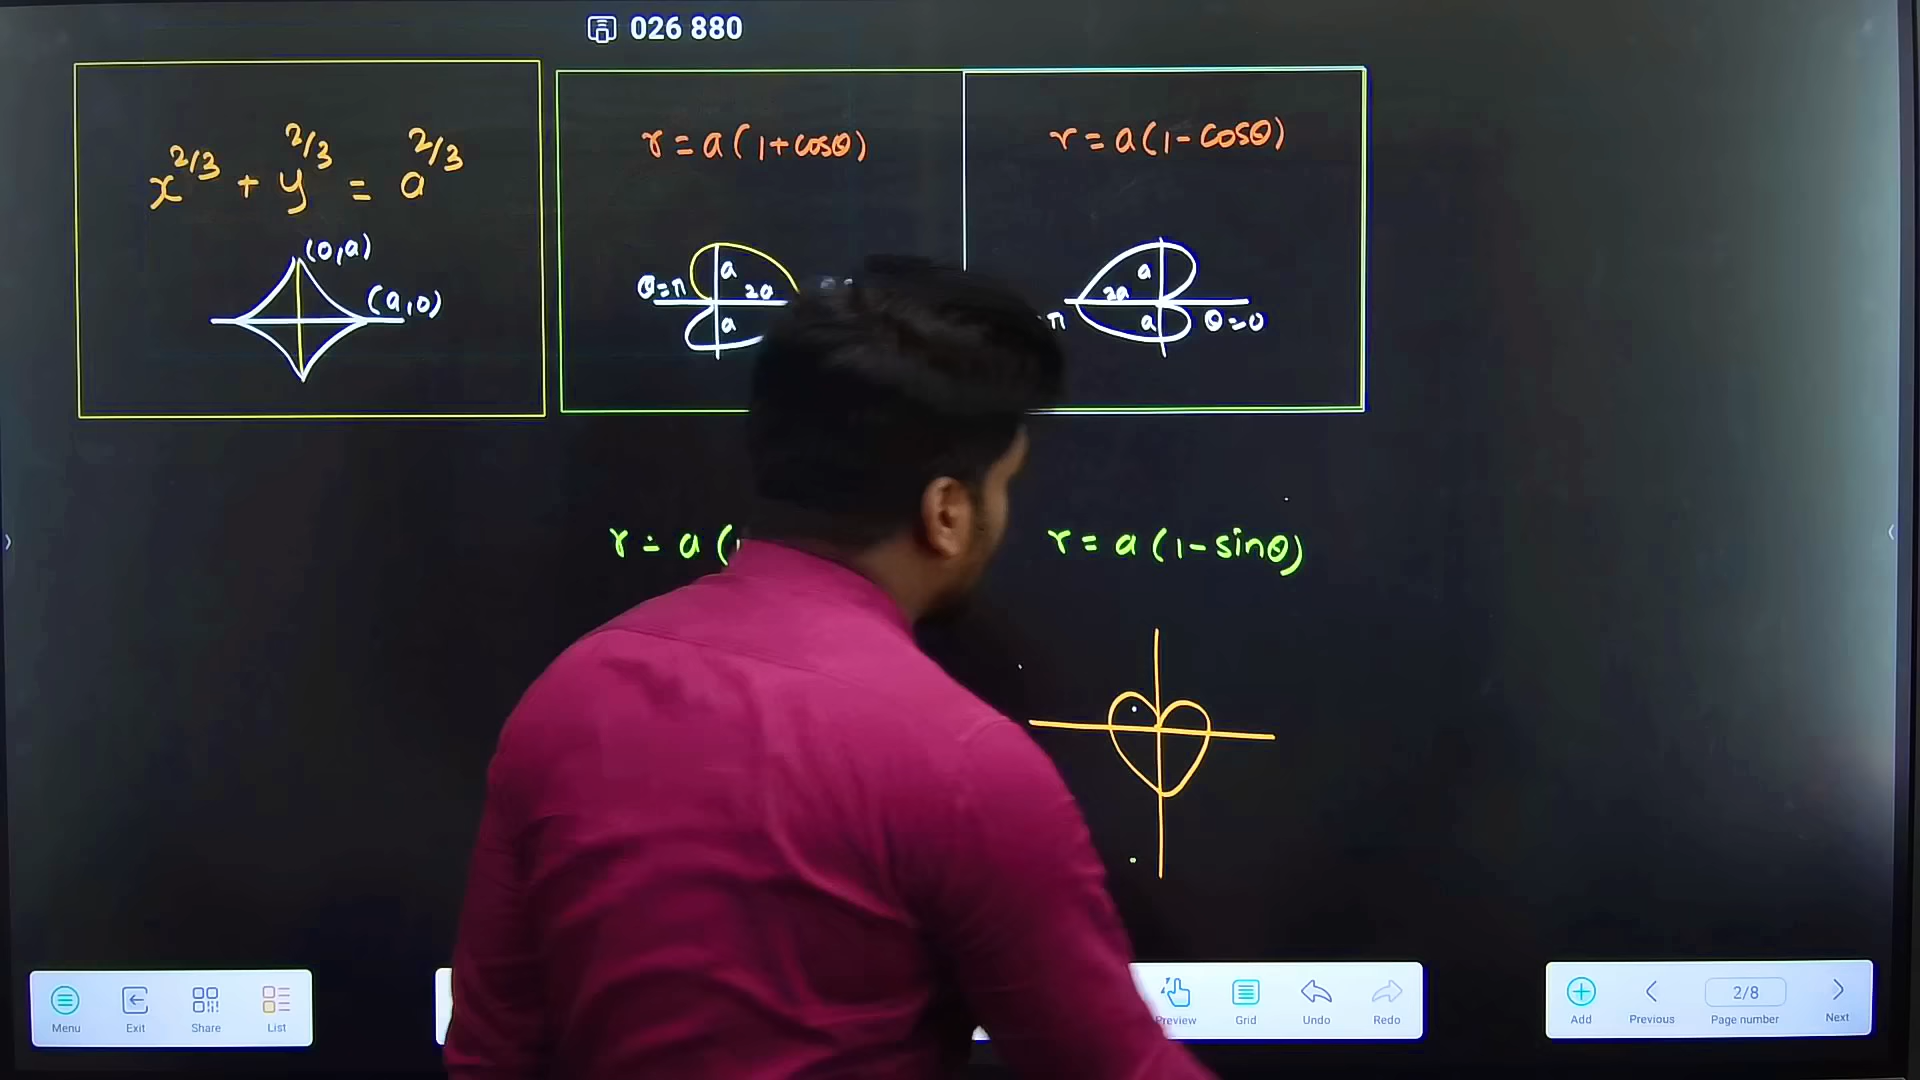 026 880
x^{2/3} + y^{2/3} = a^{2/3}
(0,a)
(a,0)
r = a(1+cosθ)
θ=π
a
2a
a
r = a(1-cosθ)
a
2a
π
a
θ=0
r = a (
r = a (1-sinθ)
Menu
Exit
Share
List
Preview
Grid
Undo
Redo
Add
Previous
2/8
Page number
Next